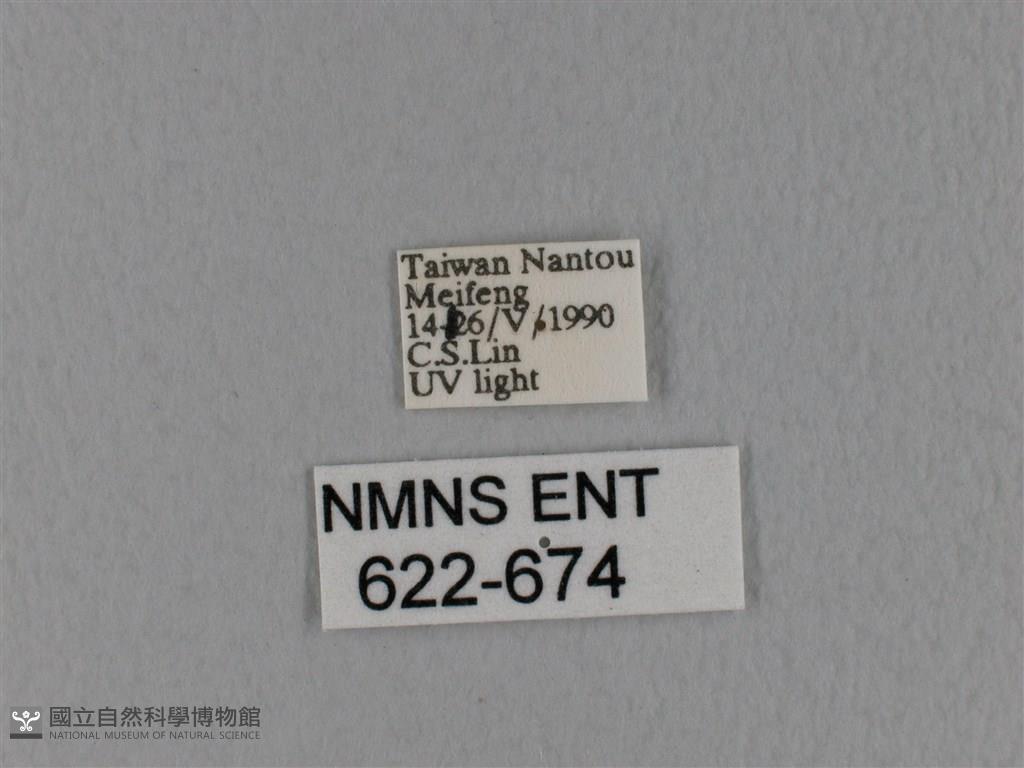 Taiwan Nantou
Meifeng
14-26/V/1990
C.S.Lin
UV light
NMNS ENT
622-674
國立自然科學博物館
NATIONAL MUSEUM OF NATURAL SCIENCE